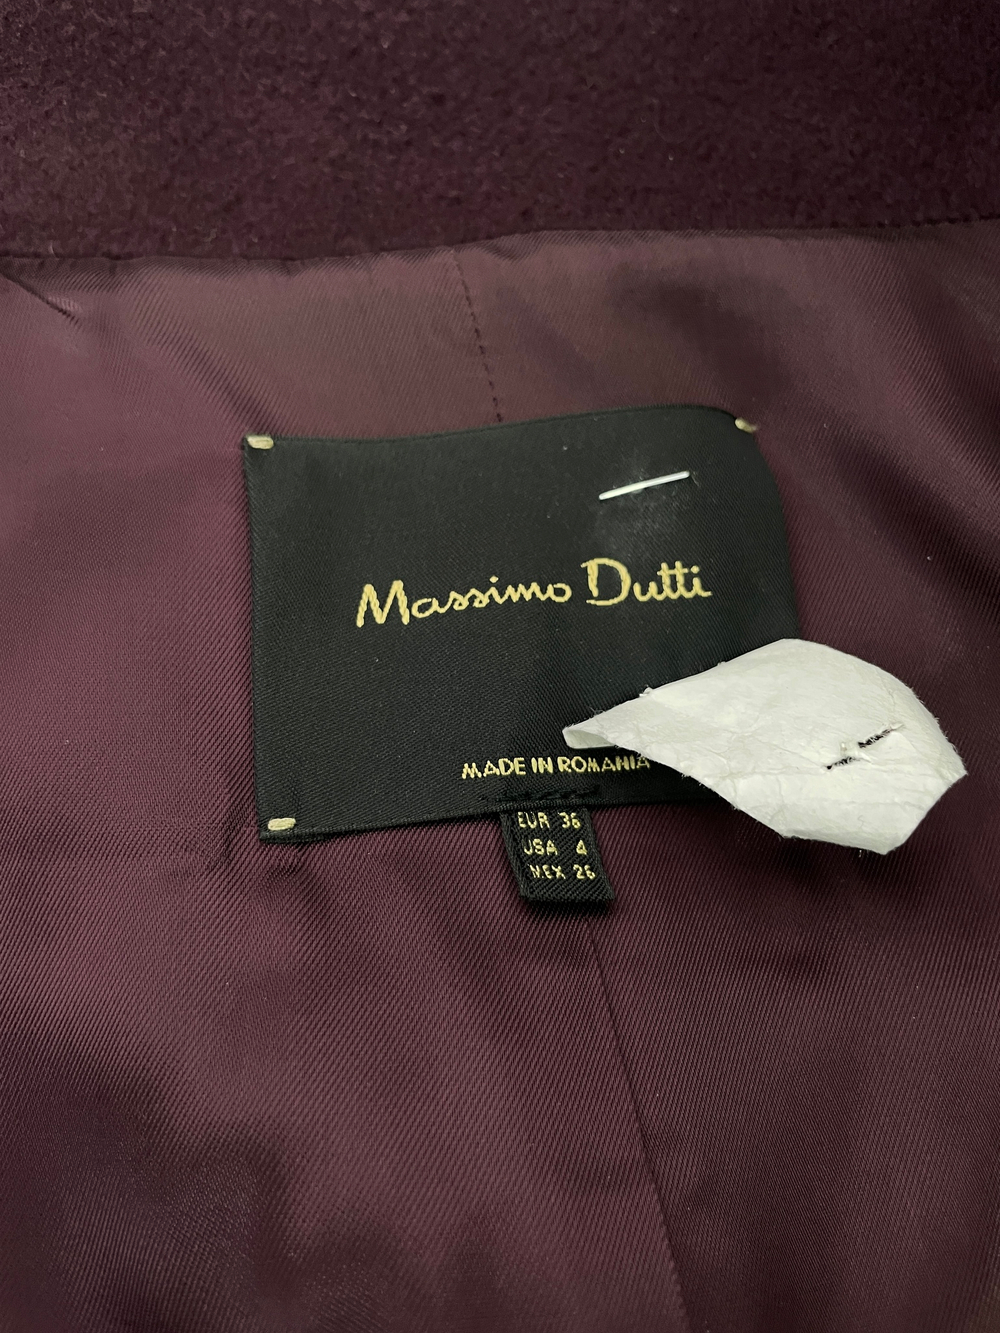 Massimo Dutti
MADE IN ROMANIA
EUR 36
USA 4
MEX 26